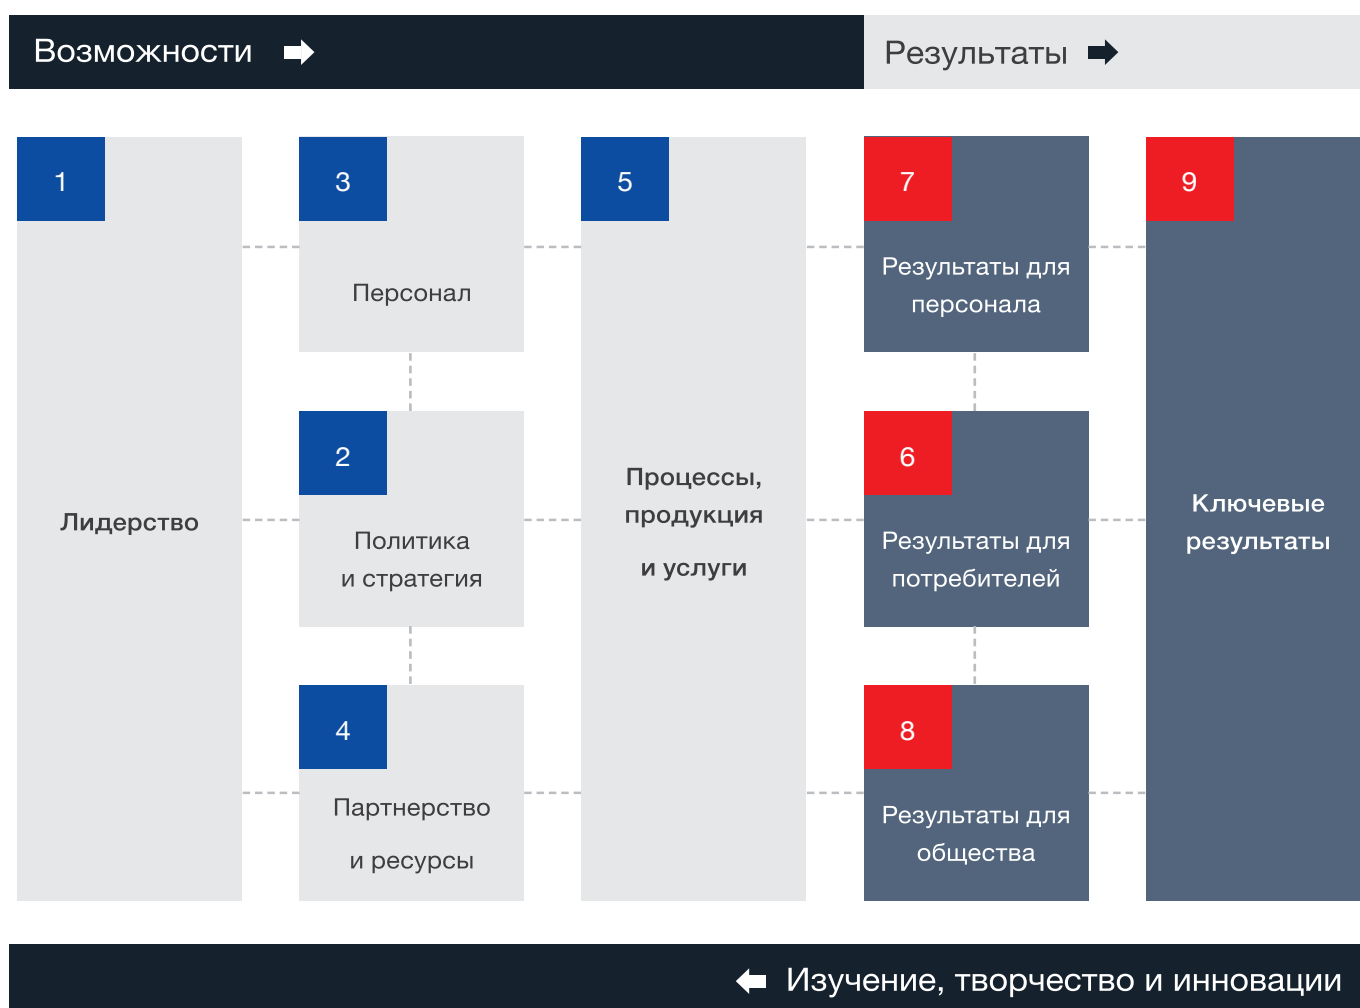 Возможности
Результаты
1
Лидерство
3
Персонал
2
Политика
и стратегия
4
Партнерство
и ресурсы
5
Процессы,
продукция
и услуги
7
Результаты для
персонала
6
Результаты для
потребителей
8
Результаты для
общества
9
Ключевые
результаты
Изучение, творчество и инновации